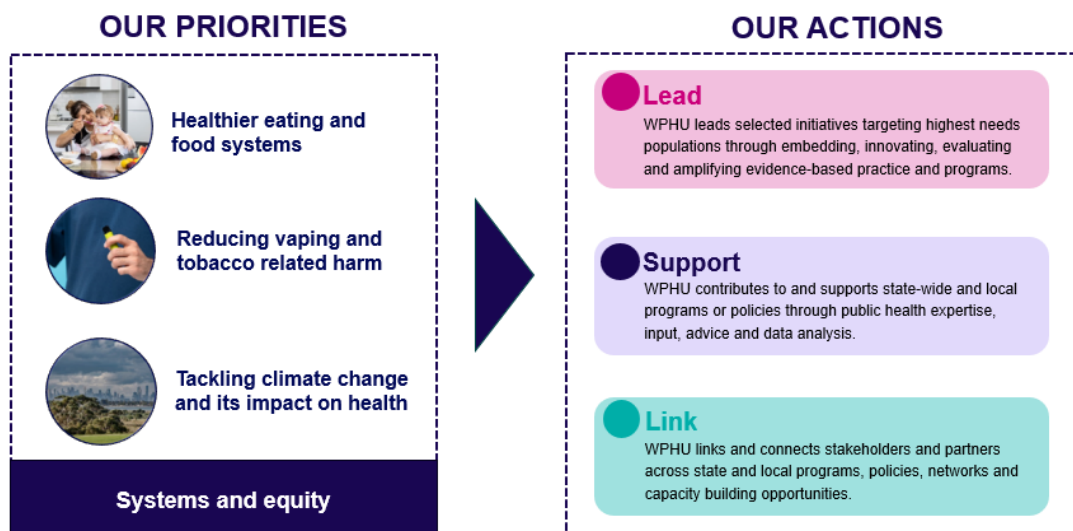 OUR PRIORITIES
Healthier eating and
food systems
Reducing vaping and
tobacco related harm
Tackling climate change
and its impact on health
Systems and equity
OUR ACTIONS
Lead
WPHU leads selected initiatives targeting highest needs
populations through embedding, innovating, evaluating
and amplifying evidence-based practice and programs.
Support
WPHU contributes to and supports state-wide and local
programs or policies through public health expertise,
input, advice and data analysis.
Link
WPHU links and connects stakeholders and partners
across state and local programs, policies, networks and
capacity building opportunities.